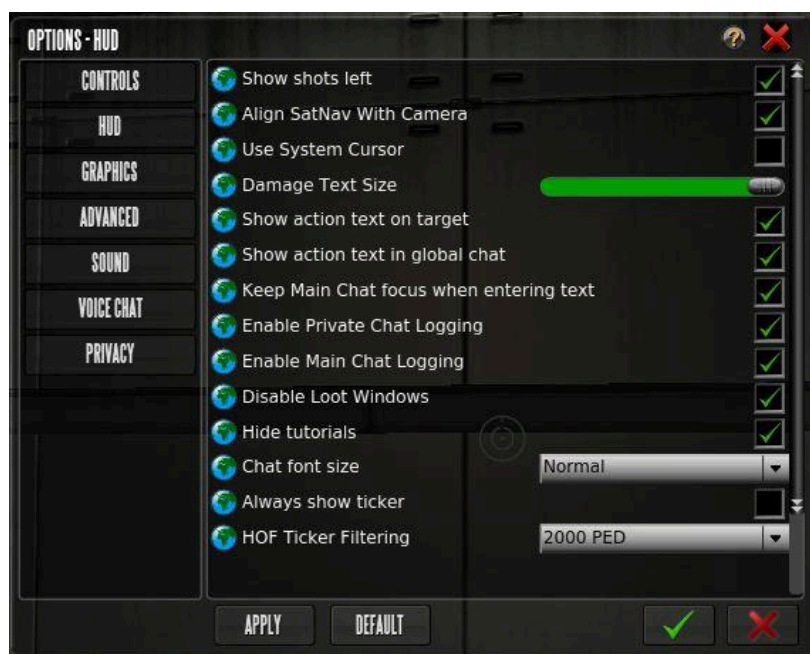 OPTIONS - HUD
CONTROLS
HUD
GRAPHICS
ADVANCED
SOUND
VOICE CHAT
PRIVACY
Show shots left
Align SatNav With Camera
Use System Cursor
Damage Text Size
Show action text on target
Show action text in global chat
Keep Main Chat focus when entering text
Enable Private Chat Logging
Enable Main Chat Logging
Disable Loot Windows
Hide tutorials
Chat font size Normal
Always show ticker
HOF Ticker Filtering 2000 PED
APPLY DEFAULT